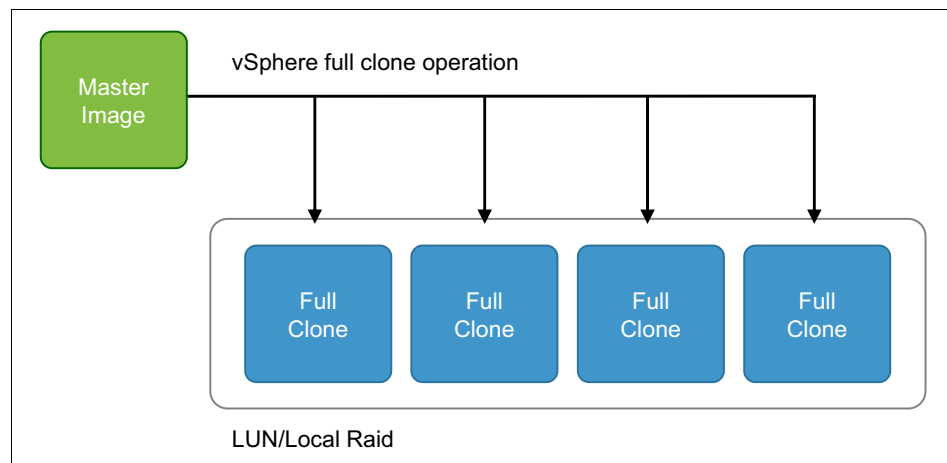 vSphere full clone operation
Master
Image
Full
Clone
Full
Clone
Full
Clone
Full
Clone
LUN/Local Raid